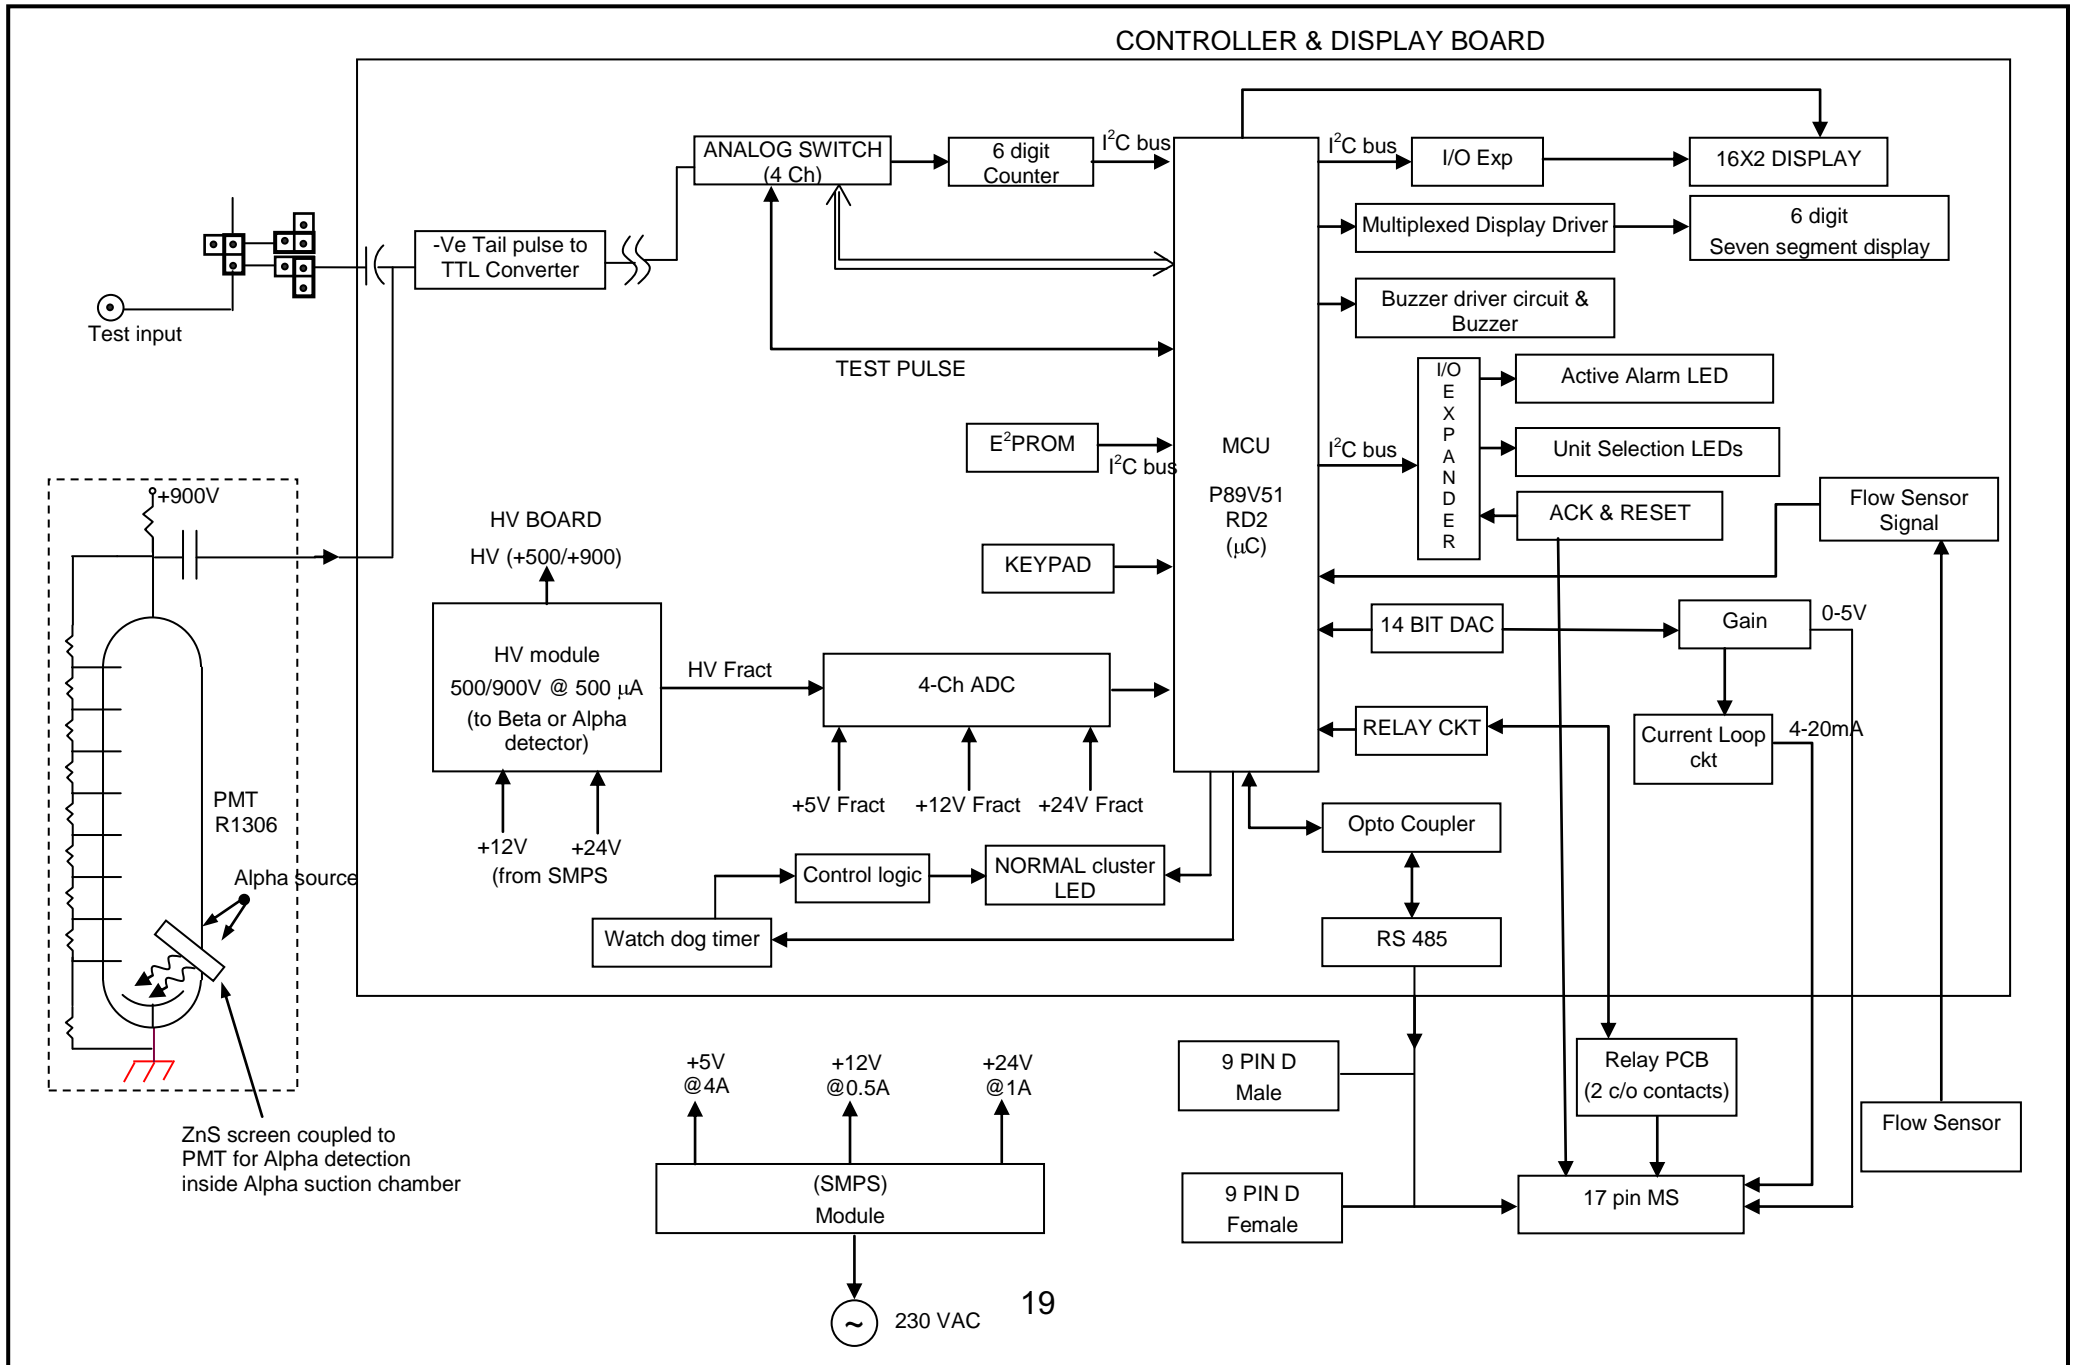 CONTROLLER & DISPLAY BOARD
ANALOG SWITCH
(4 Ch)
6 digit
Counter
I²C bus
I²C bus
I/O Exp
16X2 DISPLAY
Multiplexed Display Driver
6 digit
Seven segment display
-Ve Tail pulse to
TTL Converter
Test input
Buzzer driver circuit &
Buzzer
TEST PULSE
I/O
E
X
P
A
N
D
E
R
Active Alarm LED
E²PROM
I²C bus
MCU
P89V51
RD2
(μC)
I²C bus
Unit Selection LEDs
ACK & RESET
Flow Sensor
Signal
+900V
HV BOARD
HV (+500/+900)
KEYPAD
14 BIT DAC
Gain
0-5V
HV module
500/900V @ 500 μA
(to Beta or Alpha
detector)
HV Fract
4-Ch ADC
RELAY CKT
Current Loop
ckt
4-20mA
+5V Fract
+12V Fract
+24V Fract
PMT
R1306
+12V
+24V
(from SMPS
Opto Coupler
Alpha source
Control logic
NORMAL cluster
LED
Watch dog timer
RS 485
+5V
@4A
+12V
@0.5A
+24V
@1A
9 PIN D
Male
Relay PCB
(2 c/o contacts)
Flow Sensor
ZnS screen coupled to
PMT for Alpha detection
inside Alpha suction chamber
(SMPS)
Module
9 PIN D
Female
17 pin MS
~
230 VAC
19